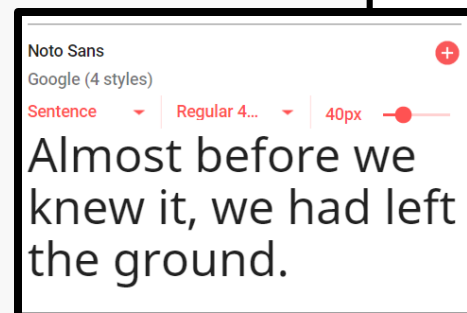 Noto Sans
Google (4 styles)
Sentence Regular 4... 40px
Almost before we
knew it, we had left
the ground.